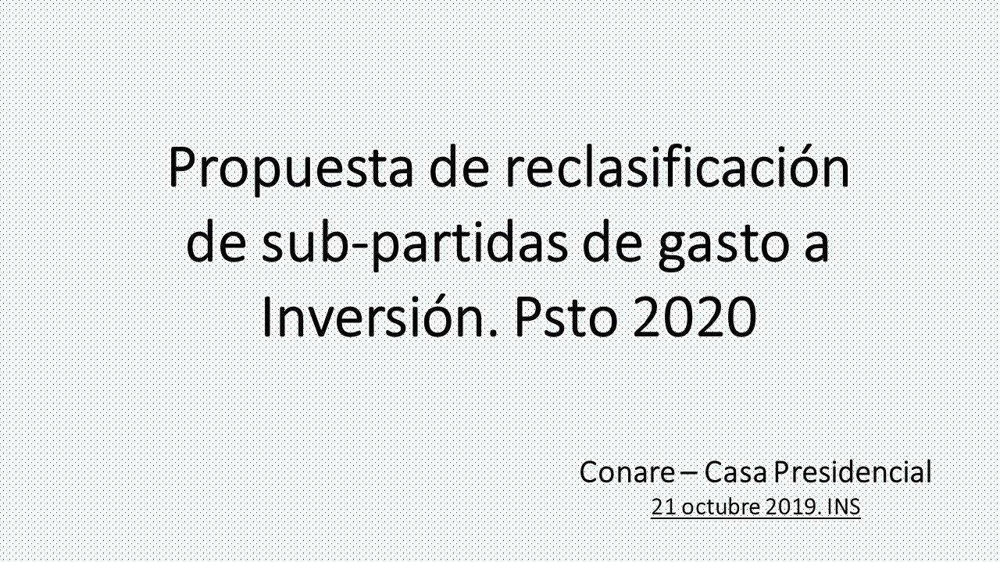 Propuesta de reclasificación
de sub-partidas de gasto a
Inversión. Psto 2020
Conare – Casa Presidencial
21 octubre 2019. INS